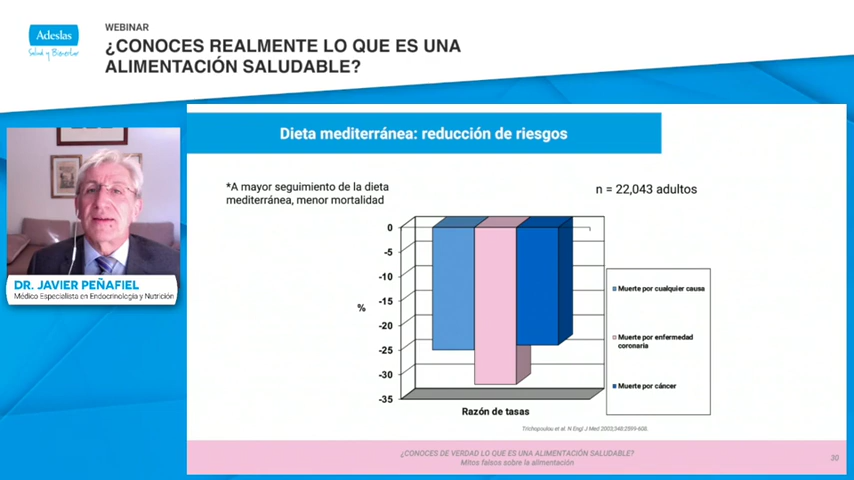 Adeslas
Salud y Bienestar
WEBINAR
¿CONOCES REALMENTE LO QUE ES UNA
ALIMENTACIÓN SALUDABLE?
DR. JAVIER PEÑAFIEL
Médico Especialista en Endocrinología y Nutrición
Dieta mediterránea: reducción de riesgos
*A mayor seguimiento de la dieta
mediterránea, menor mortalidad
n = 22,043 adultos
0
-5
-10
-15
-20
-25
-30
-35
%
Razón de tasas
Muerte por cualquier causa
Muerte por enfermedad
coronaria
Muerte por cáncer
Trichopoulou et al. N Engl J Med 2003;348:2599-608.
¿CONOCES DE VERDAD LO QUE ES UNA ALIMENTACIÓN SALUDABLE?
Mitos falsos sobre la alimentación
30